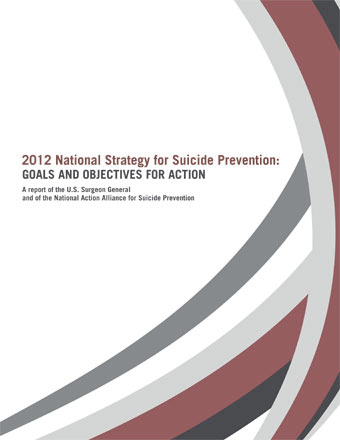 2012 National Strategy for Suicide Prevention:
GOALS AND OBJECTIVES FOR ACTION
A report of the U.S. Surgeon General
and of the National Action Alliance for Suicide Prevention